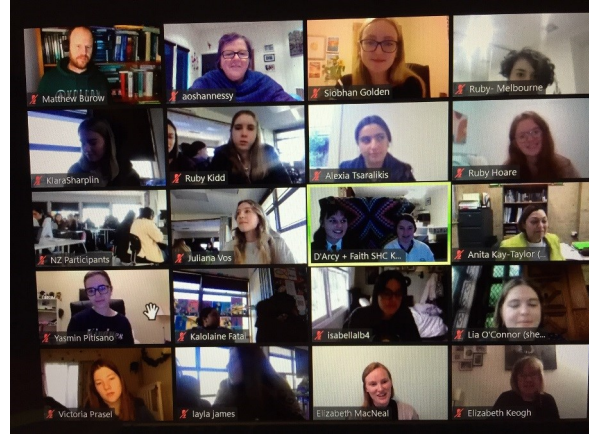 Matthew Burow
aoshannessy
Siobhan Golden
Ruby- Melbourne
KlaraSharplin
Ruby Kidd
Alexia Tsaralikis
Ruby Hoare
NZ Participants
Juliana Vos
D'Arcy + Faith SHC K...
Anita Kay-Taylor (...
Yasmin Pitisano
Kalolaine Fatai
isabellalb4
Lia O'Connor (she...
Victoria Prasel
layla james
Elizabeth MacNeal
Elizabeth Keogh